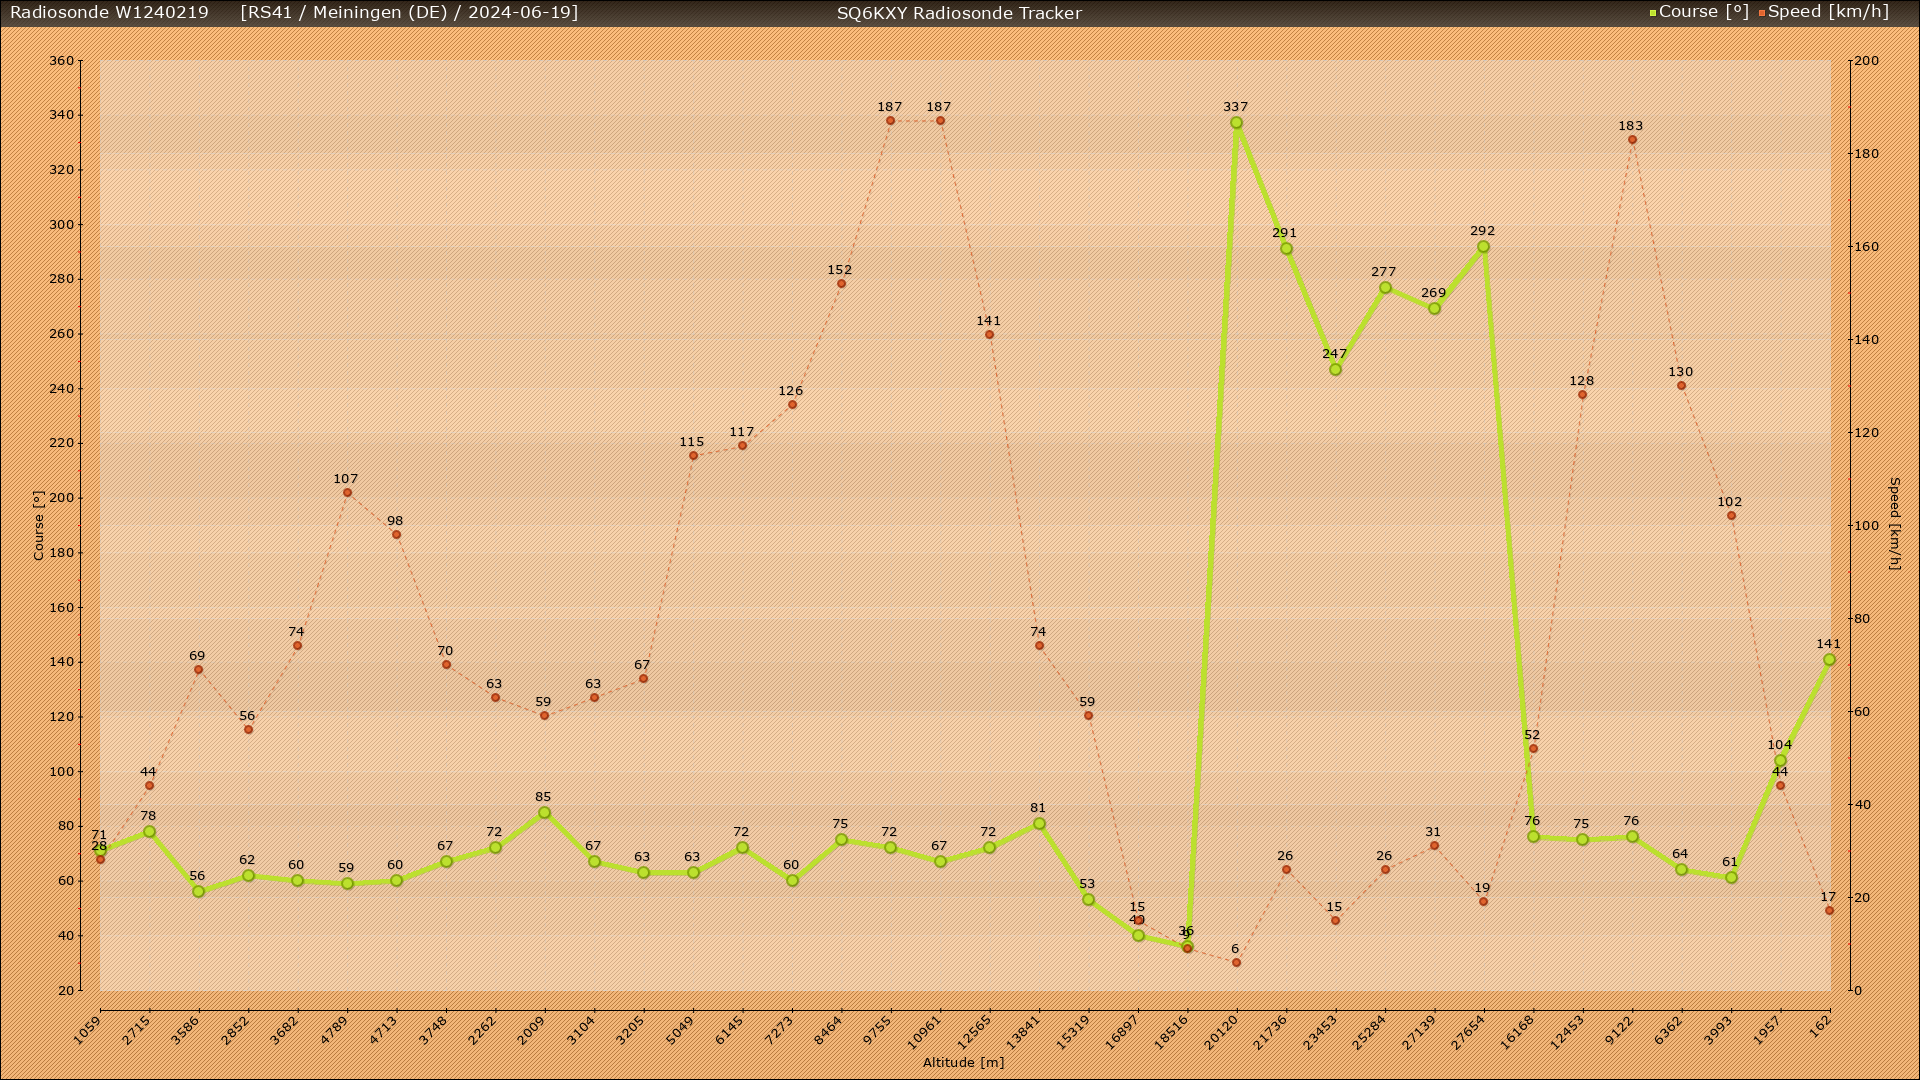 Radiosonde W1240219 [RS41 / Meiningen (DE) / 2024-06-19] SQ6KXY Radiosonde Tracker Course [°] Speed [km/h]
360 200
340
320 180
300
280 160
260 140
240
220 120
200
180 100
160
140 80
120 60
100
80 40
60
40 20
20 0
Course [°]
Speed [km/h]
71 78 56 62 60 59 60 67 72 85 67 63 63 72 60 75 72 67 72 81 53 40 36 337 291 247 277 269 292 76 75 76 64 61 104 141
28 44 69 56 74 107 98 70 63 59 63 67 115 117 126 152 187 187 141 74 59 15 9 6 26 15 26 31 19 52 128 183 130 102 44 17
1059 2715 3586 2852 3682 4789 4713 3748 2262 2009 3104 3205 5049 6145 7273 8464 9755 10961 12565 13841 15319 16897 18516 20120 21736 23453 25284 27139 27654 16168 12453 9122 6362 3993 1957 162
Altitude [m]